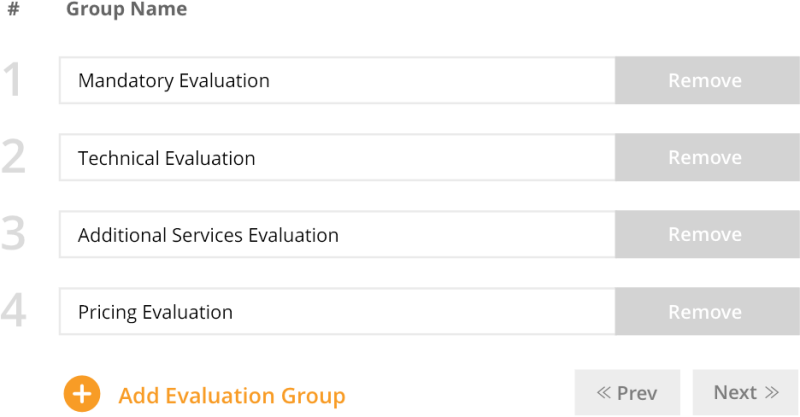 # Group Name
1 Mandatory Evaluation Remove
2 Technical Evaluation Remove
3 Additional Services Evaluation Remove
4 Pricing Evaluation Remove
+ Add Evaluation Group « Prev Next »